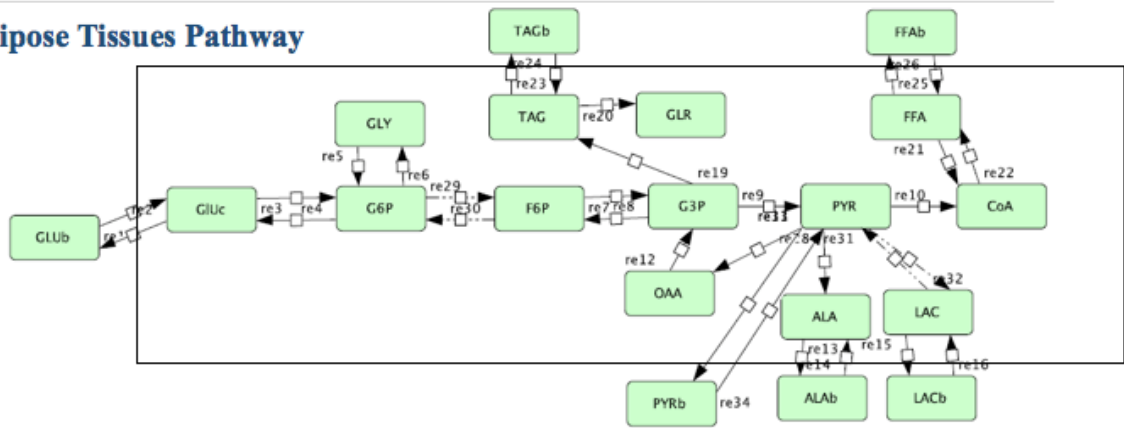 ipose Tissues Pathway
TAGb
FFAb
re24
re23
re26
re25
TAG
re20
GLR
FFA
GLY
re5
re6
re21
re22
re19
re29
GLUb
re2
GlUc
re3
re4
G6P
re30
F6P
re7
re8
G3P
re9
re33
PYR
re10
CoA
re12
OAA
re28
re31
re32
ALA
LAC
re13
re14
re15
re16
PYRb
re34
ALAb
LACb